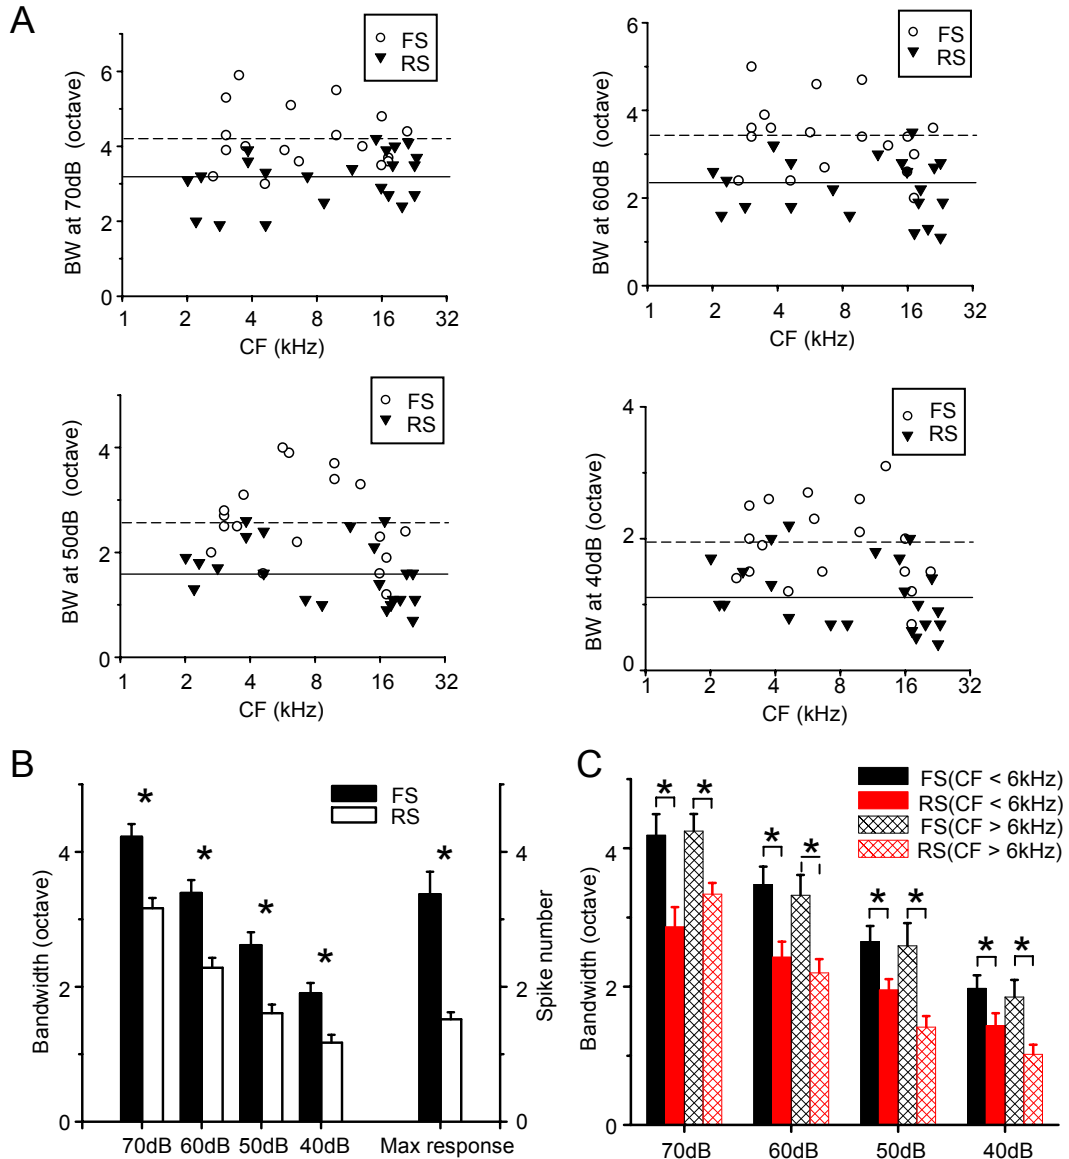 A
FS
RS
BW at 70dB (octave)
6
4
2
0
1 2 4 8 16 32
CF (kHz)
FS
RS
BW at 60dB (octave)
6
4
2
0
1 2 4 8 16 32
CF (kHz)
FS
RS
BW at 50dB (octave)
4
2
0
1 2 4 8 16 32
CF (kHz)
FS
RS
BW at 40dB (octave)
4
2
0
1 2 4 8 16 32
CF (kHz)
B
FS
RS
Bandwidth (octave)
4
2
0
* * * * *
4
2
0
Spike number
70dB 60dB 50dB 40dB Max response
C
FS(CF < 6kHz)
RS(CF < 6kHz)
FS(CF > 6kHz)
RS(CF > 6kHz)
Bandwidth (octave)
4
2
0
* * * * * * * *
70dB 60dB 50dB 40dB